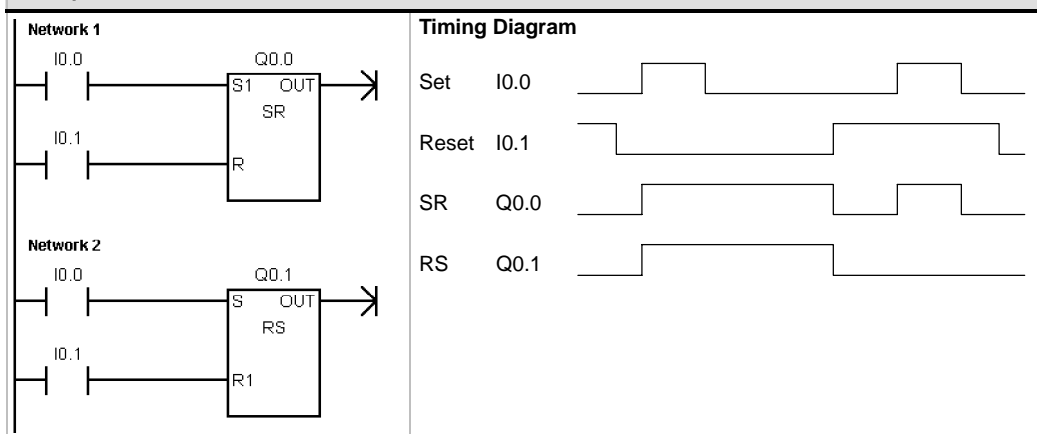 Network 1
I0.0 Q0.0
S1 OUT
SR
I0.1
R
Network 2
I0.0 Q0.1
S OUT
RS
I0.1
R1
Timing Diagram
Set I0.0
Reset I0.1
SR Q0.0
RS Q0.1